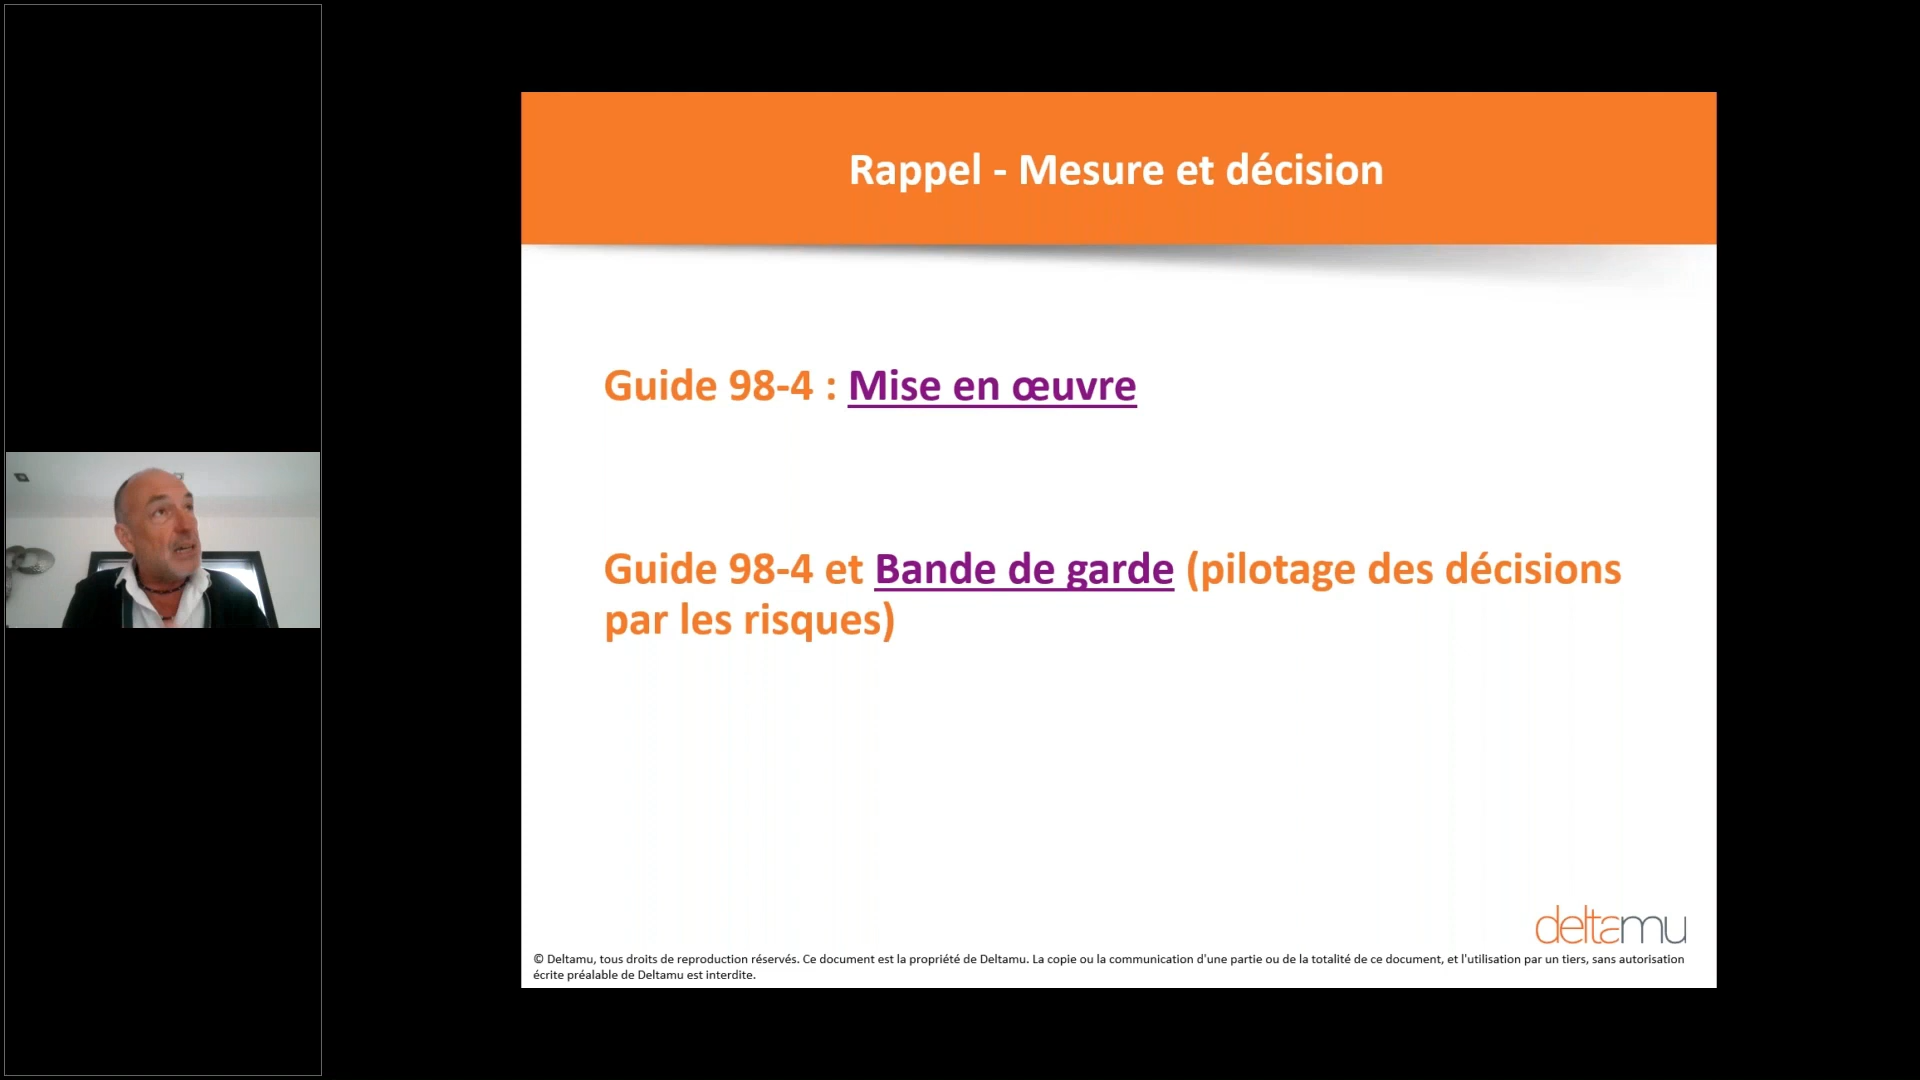 Rappel - Mesure et décision
Guide 98-4 : Mise en œuvre
Guide 98-4 et Bande de garde (pilotage des décisions
par les risques)
deltamu
© Deltamu, tous droits de reproduction réservés. Ce document est la propriété de Deltamu. La copie ou la communication d'une partie ou de la totalité de ce document, et l'utilisation par un tiers, sans autorisation
écrite préalable de Deltamu est interdite.